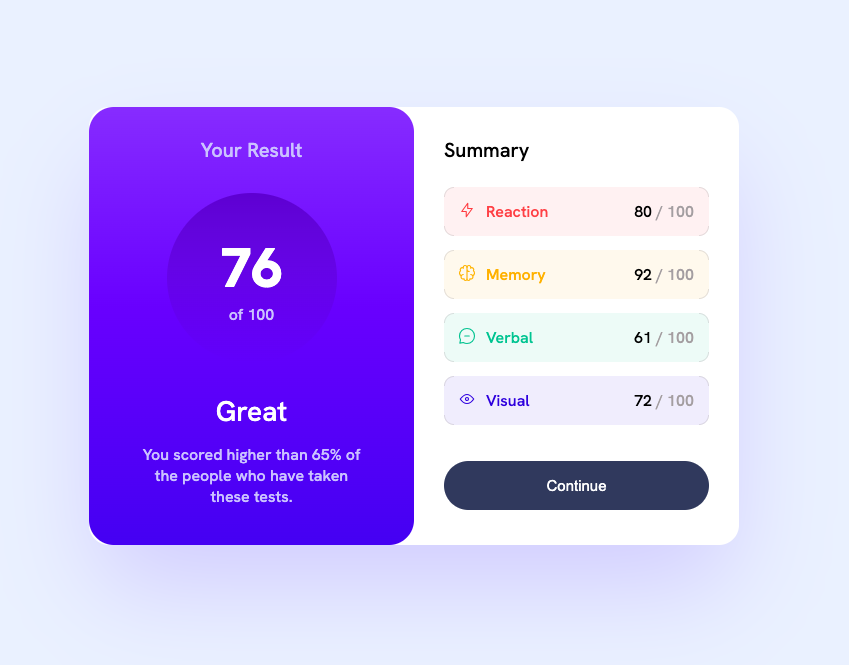 Your Result
76
of 100
Great
You scored higher than 65% of
the people who have taken
these tests.
Summary
Reaction 80 / 100
Memory 92 / 100
Verbal 61 / 100
Visual 72 / 100
Continue